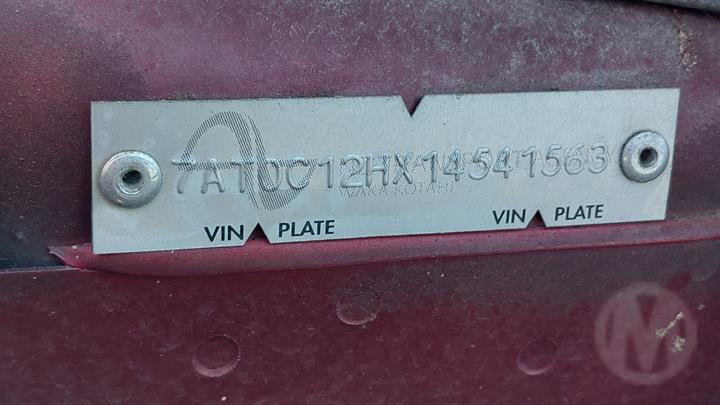 7AT0C12HX14541563
WAKA KOTAHI
VIN PLATE VIN PLATE
M